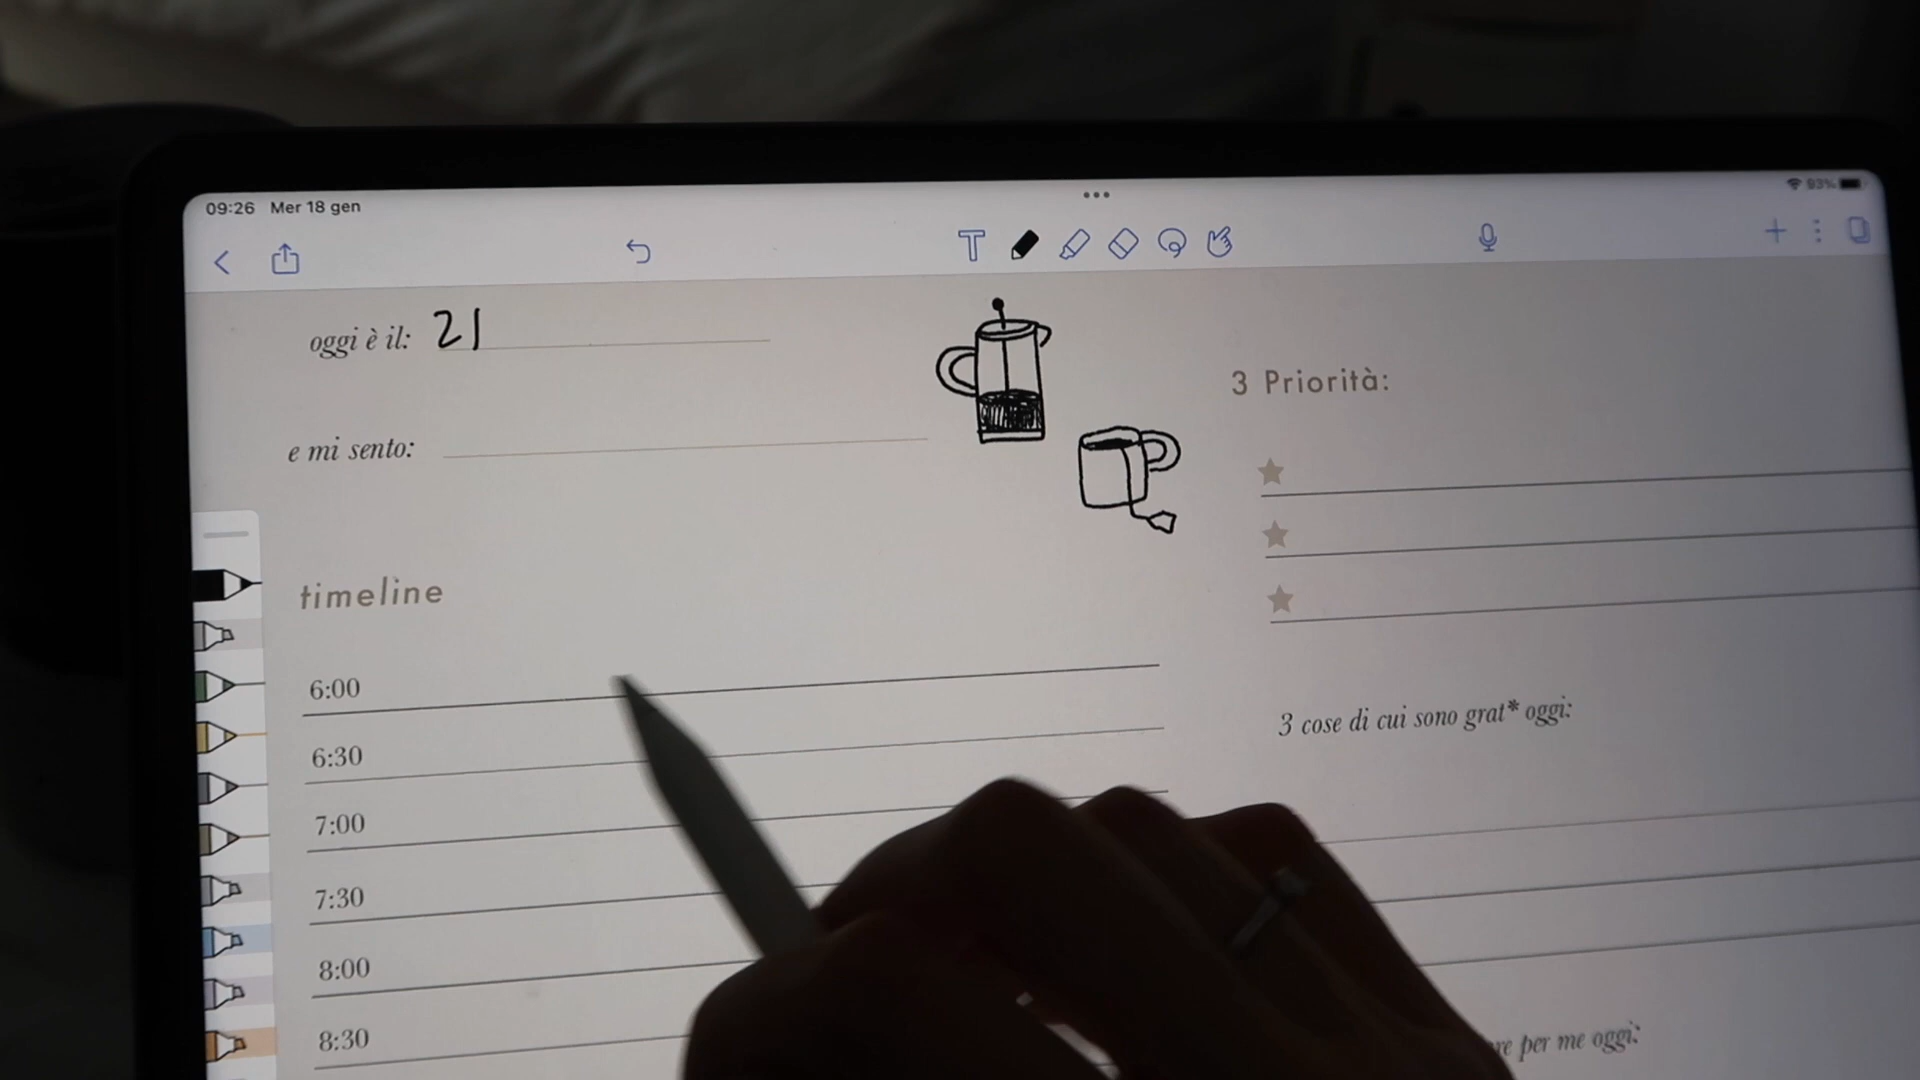 09:26 Mer 18 gen
93%
oggi è il: 21
e mi sento:
3 Priorità:
timeline
6:00
6:30
7:00
7:30
8:00
8:30
3 cose di cui sono grat* oggi:
per me oggi: